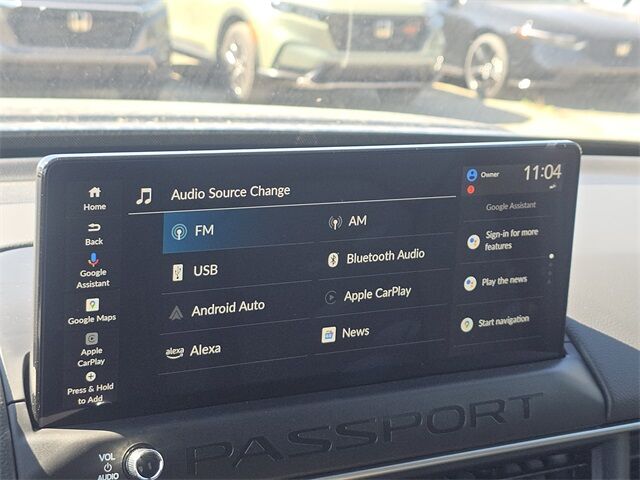 Home
Back
Google
Assistant
Google Maps
Apple
CarPlay
Press & Hold
to Add
Audio Source Change
FM
AM
USB
Bluetooth Audio
Android Auto
Apple CarPlay
alexa Alexa
News
Owner
11:04
Google Assistant
Sign-in for more
features
Play the news
Start navigation
VOL
AUDIO
PASSPORT